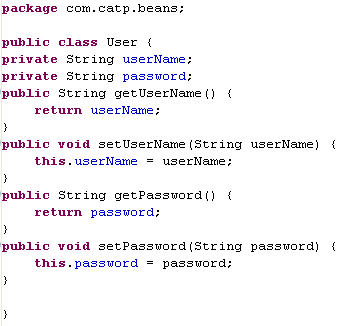 package com.catp.beans;

public class User {
private String userName;
private String password;
public String getUserName() {
    return userName;
}
public void setUserName(String userName) {
    this.userName = userName;
}
public String getPassword() {
    return password;
}
public void setPassword(String password) {
    this.password = password;
}

}